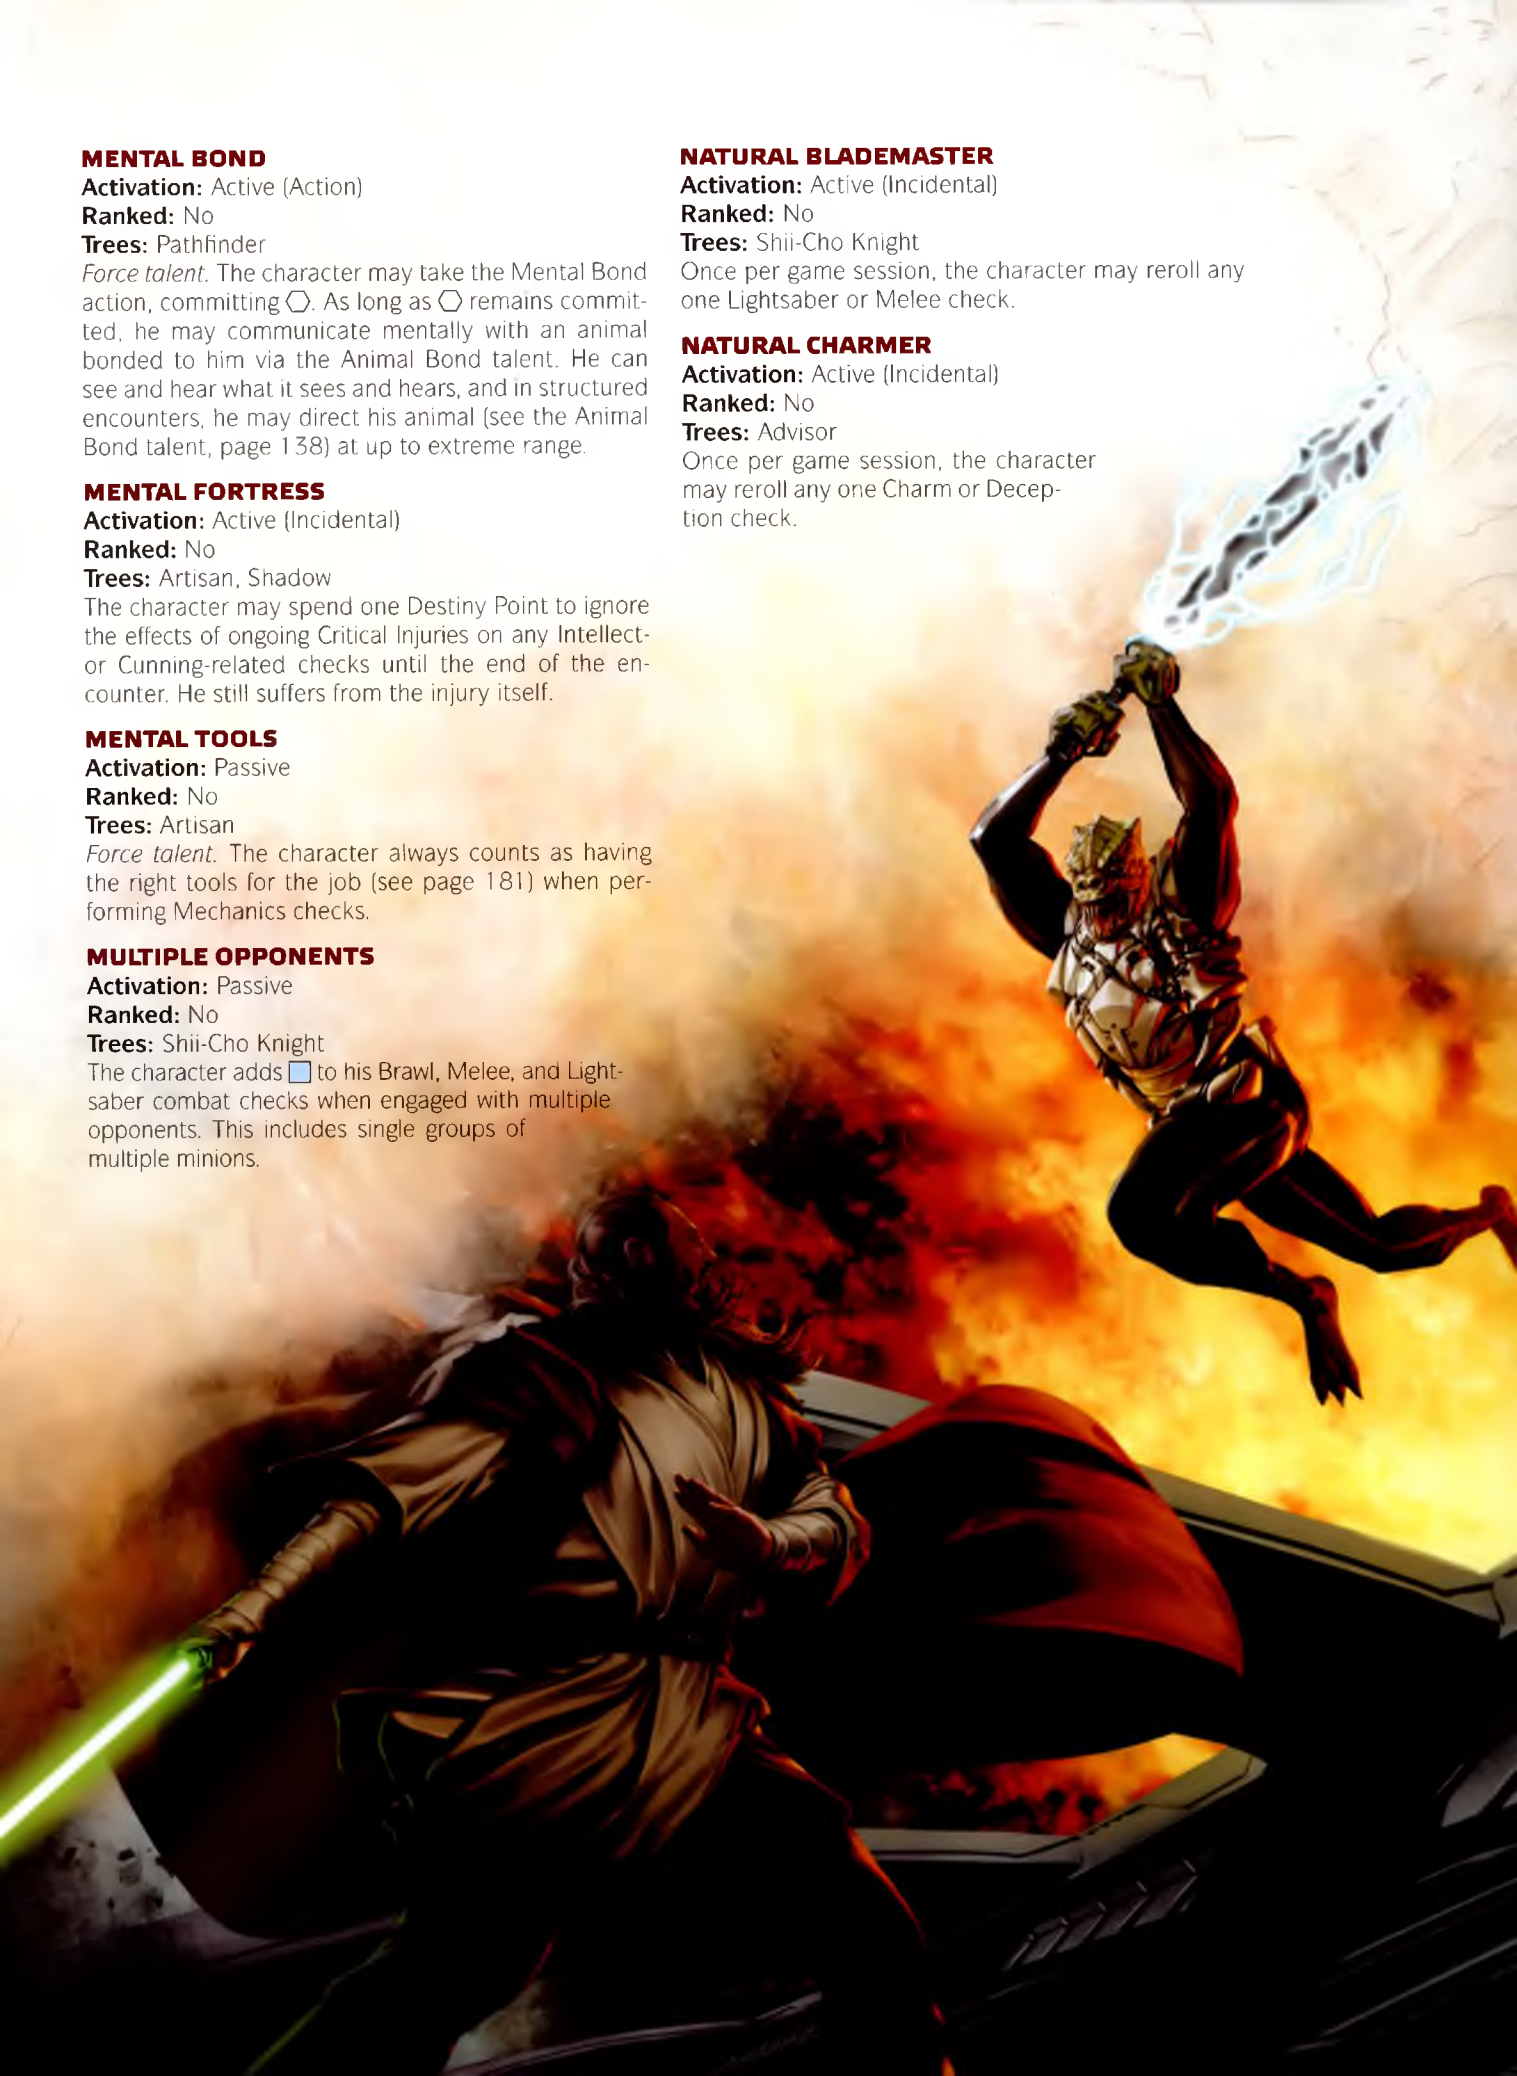 MENTAL BOND
Activation: Active (Action)
Ranked: No
Trees: Pathfinder
Force talent. The character may take the Mental Bond
action, committing ⬡. As long as ⬡ remains commit-
ted, he may communicate mentally with an animal
bonded to him via the Animal Bond talent. He can
see and hear what it sees and hears, and in structured
encounters, he may direct his animal (see the Animal
Bond talent, page 138) at up to extreme range.
MENTAL FORTRESS
Activation: Active (Incidental)
Ranked: No
Trees: Artisan, Shadow
The character may spend one Destiny Point to ignore
the effects of ongoing Critical Injuries on any Intellect-
or Cunning-related checks until the end of the en-
counter. He still suffers from the injury itself.
MENTAL TOOLS
Activation: Passive
Ranked: No
Trees: Artisan
Force talent. The character always counts as having
the right tools for the job (see page 181) when per-
forming Mechanics checks.
MULTIPLE OPPONENTS
Activation: Passive
Ranked: No
Trees: Shii-Cho Knight
The character adds □ to his Brawl, Melee, and Light-
saber combat checks when engaged with multiple
opponents. This includes single groups of
multiple minions.
NATURAL BLADEMASTER
Activation: Active (Incidental)
Ranked: No
Trees: Shii-Cho Knight
Once per game session, the character may reroll any
one Lightsaber or Melee check.
NATURAL CHARMER
Activation: Active (Incidental)
Ranked: No
Trees: Advisor
Once per game session, the character
may reroll any one Charm or Decep-
tion check.